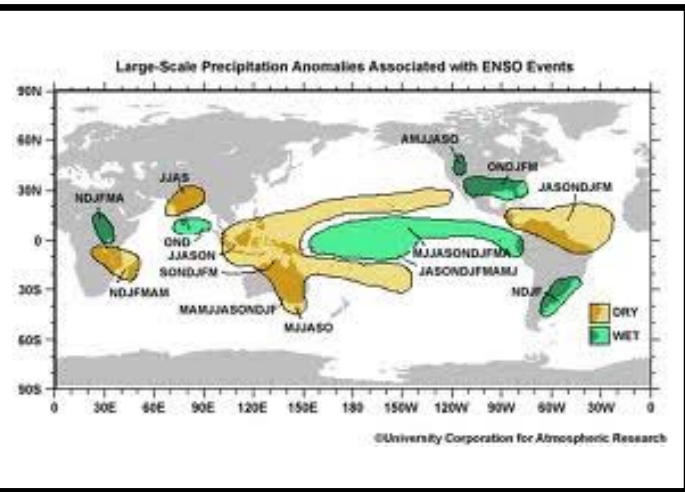 Large-Scale Precipitation Anomalies Associated with ENSO Events
90N
60N
30N
0
30S
60S
90S
AMJJASO
ONDJFM
JJAS
JASONDJFM
NDJFMA
OND
JJASON
SONDJFM
MJJASONDJFMA
JASONDJFMAMJ
NDJFMAM
NDJF
MAMJJASONDJF
MJJASO
DRY
WET
0 30E 60E 90E 120E 150E 180 150W 120W 90W 60W 30W 0
©University Corporation for Atmospheric Research